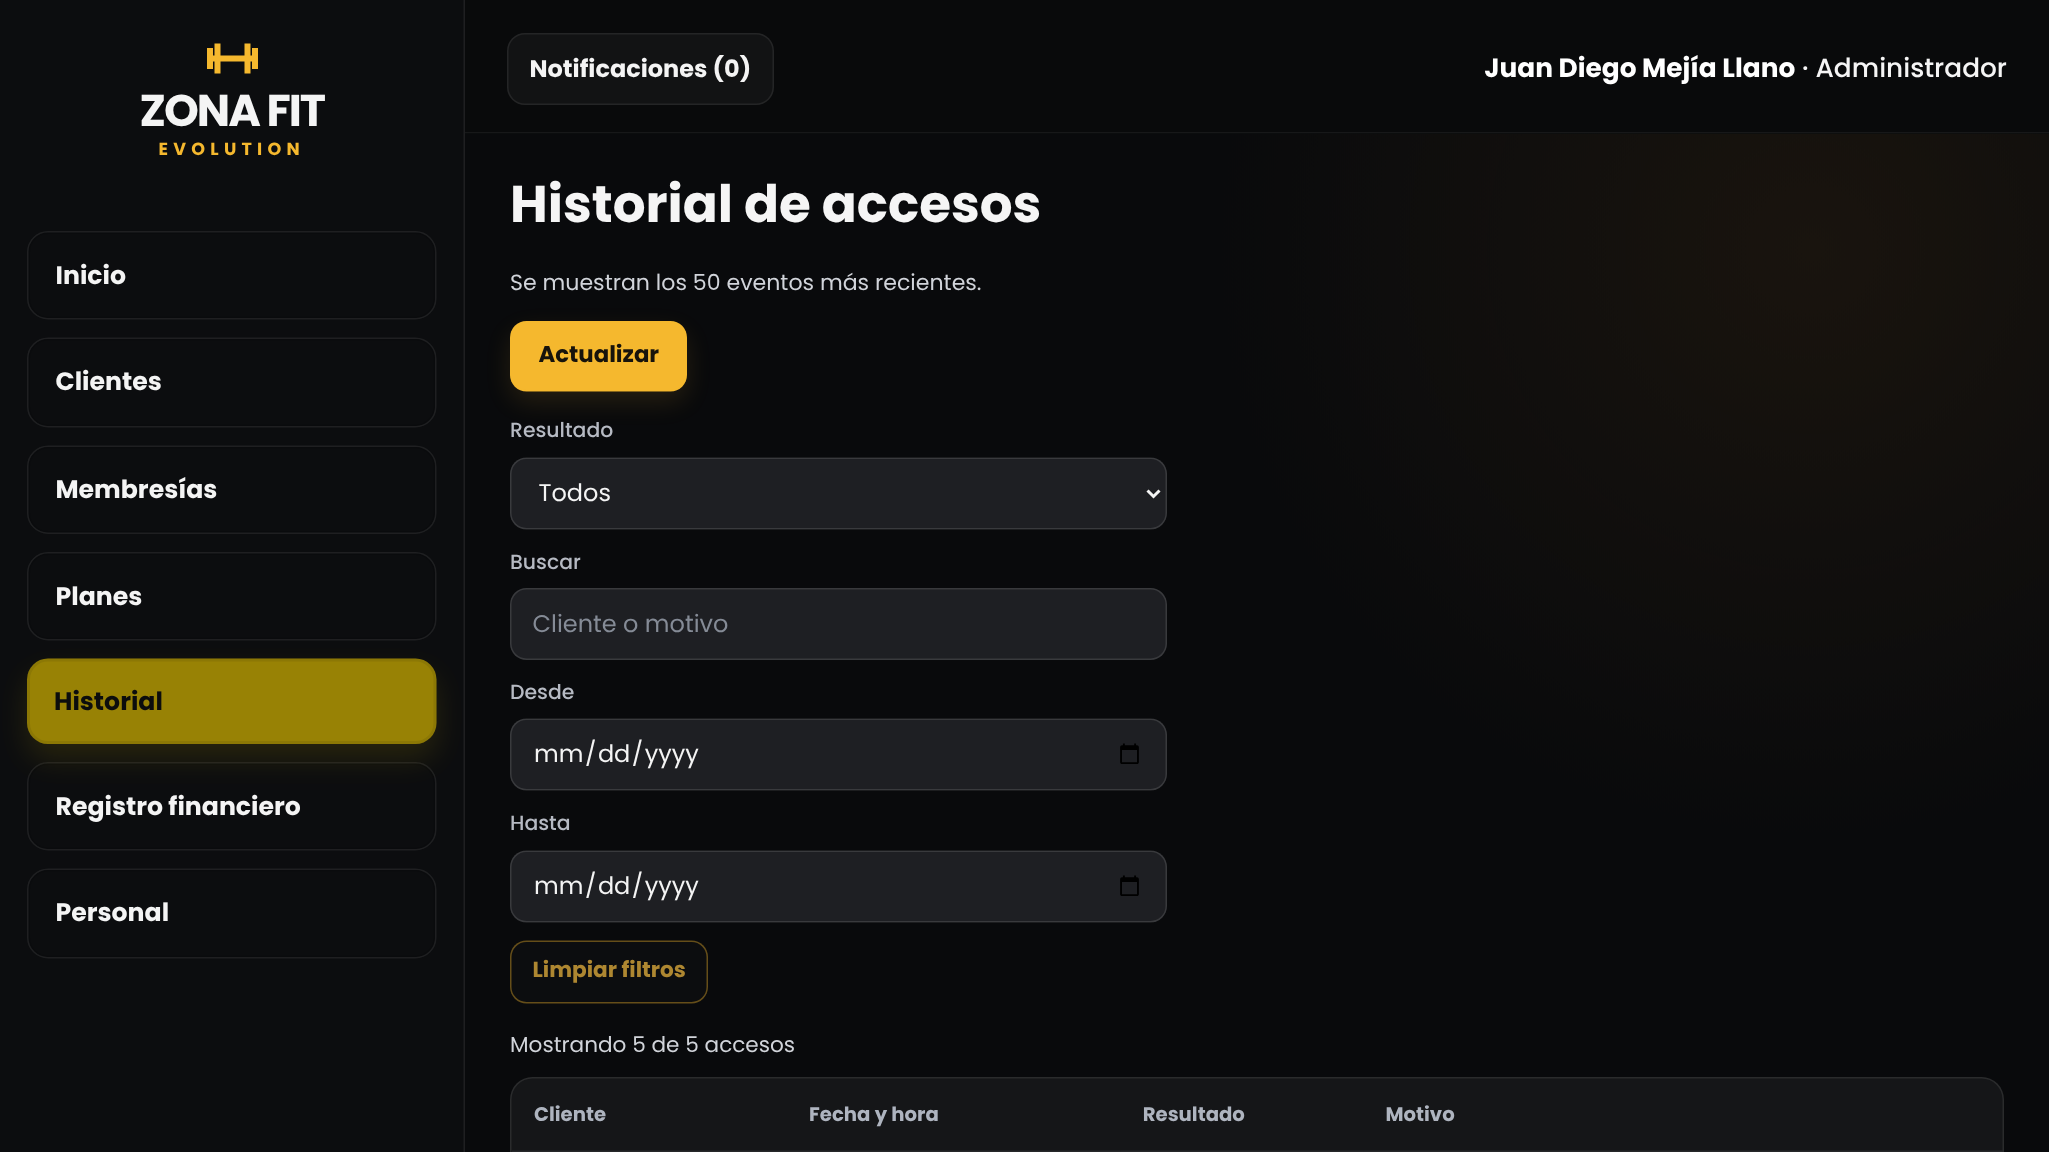 ZONA FIT
EVOLUTION
Inicio
Clientes
Membresías
Planes
Historial
Registro financiero
Personal
Notificaciones (0)
Juan Diego Mejía Llano · Administrador
Historial de accesos
Se muestran los 50 eventos más recientes.
Actualizar
Resultado
Todos
Buscar
Cliente o motivo
Desde
mm/dd/yyyy
Hasta
mm/dd/yyyy
Limpiar filtros
Mostrando 5 de 5 accesos
Cliente Fecha y hora Resultado Motivo